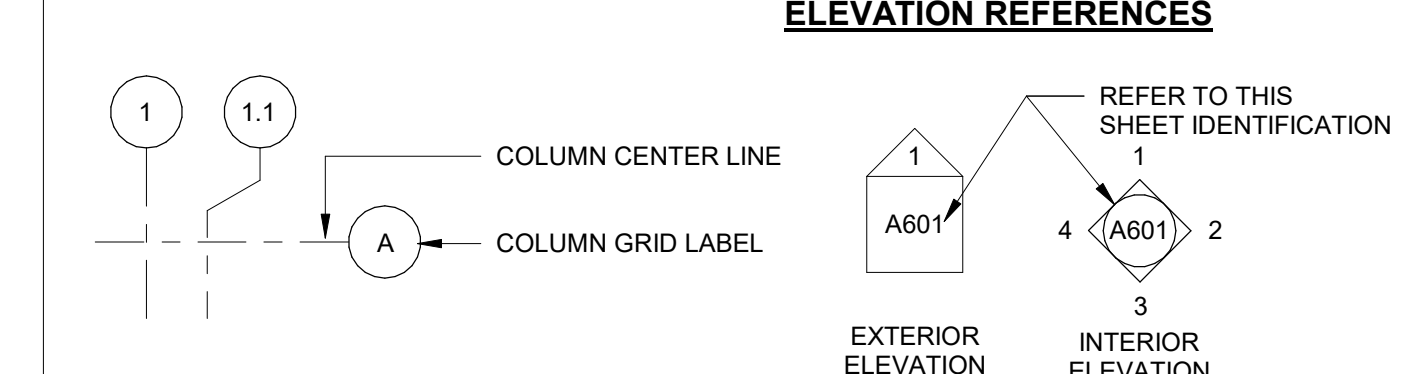 ELEVATION REFERENCES
1
1.1
COLUMN CENTER LINE
A
COLUMN GRID LABEL
REFER TO THIS
SHEET IDENTIFICATION
1
A601
1
4
A601
2
3
EXTERIOR
ELEVATION
INTERIOR
ELEVATION